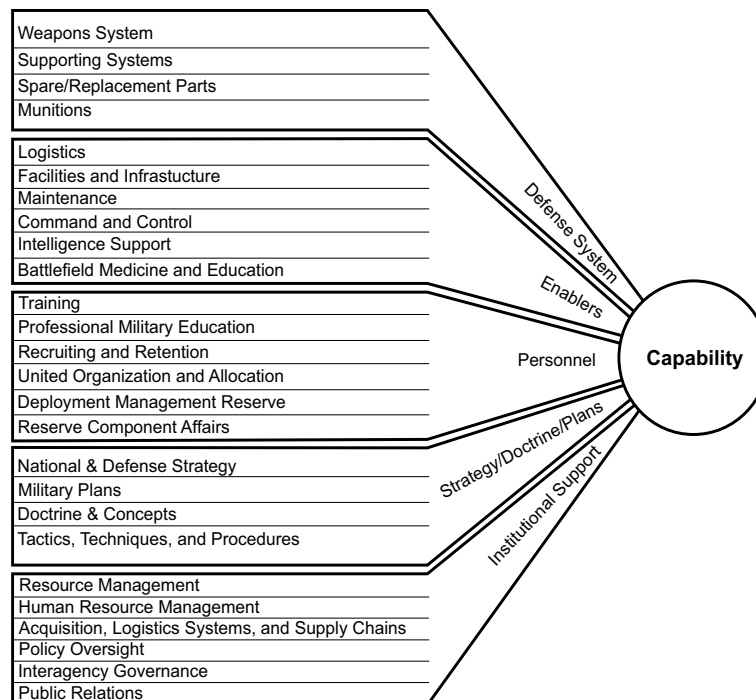 Weapons System
Supporting Systems
Spare/Replacement Parts
Munitions
Logistics
Facilities and Infrastucture
Maintenance
Command and Control
Intelligence Support
Battlefield Medicine and Education
Training
Professional Military Education
Recruiting and Retention
United Organization and Allocation
Deployment Management Reserve
Reserve Component Affairs
National & Defense Strategy
Military Plans
Doctrine & Concepts
Tactics, Techniques, and Procedures
Resource Management
Human Resource Management
Acquisition, Logistics Systems, and Supply Chains
Policy Oversight
Interagency Governance
Public Relations
Defense System
Enablers
Personnel
Strategy/Doctrine/Plans
Institutional Support
Capability